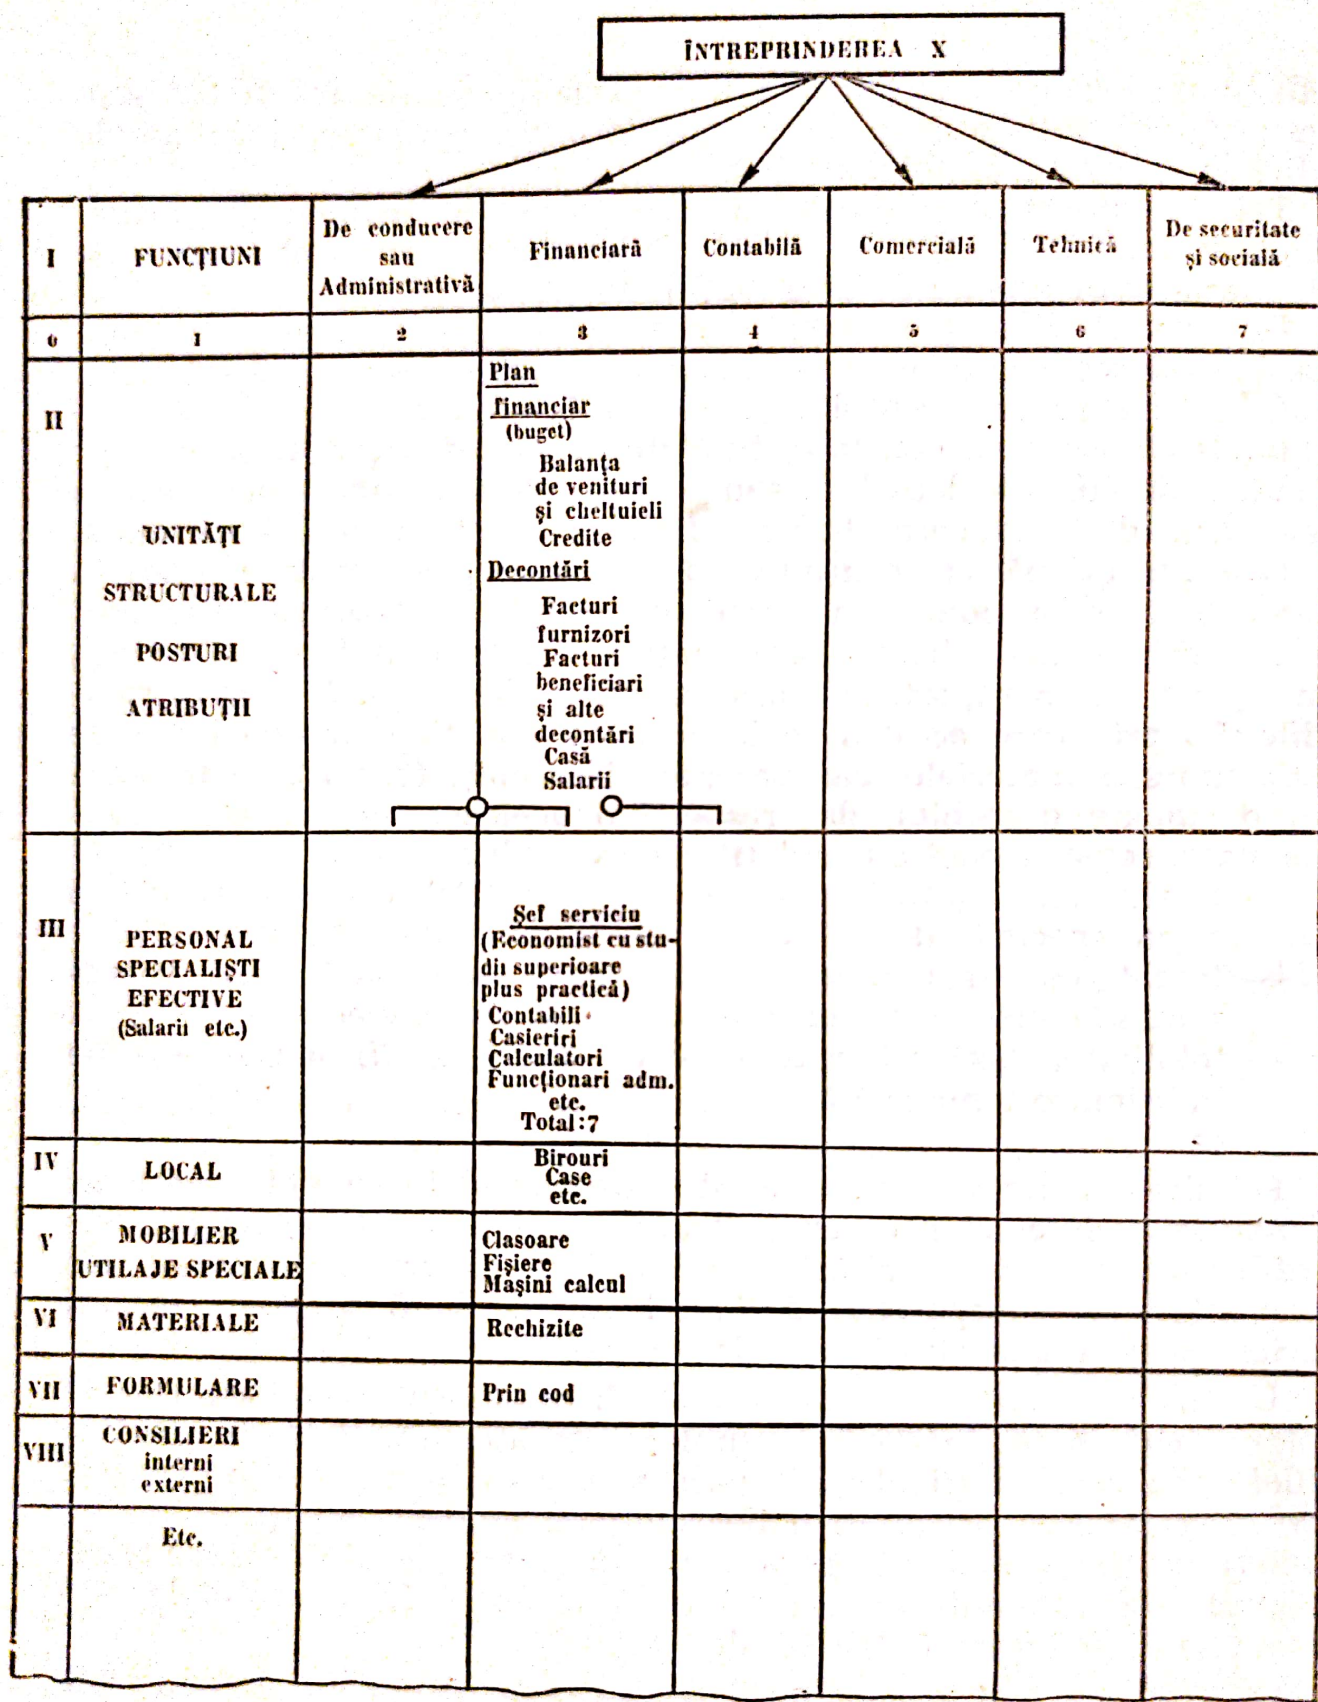 ÎNTREPRINDEREA X
I
FUNCȚIUNI
De conducere
sau
Administrativă
Financiară
Contabilă
Comercială
Tehnică
De securitate
și socială
0
1
2
3
4
5
6
7
II
UNITĂȚI
STRUCTURALE
POSTURI
ATRIBUȚII
Plan
financiar
(buget)
Balanța
de venituri
și cheltuieli
Credite
Decontări
Facturi
furnizori
Facturi
beneficiari
și alte
decontări
Casă
Salarii
III
PERSONAL
SPECIALIȘTI
EFECTIVE
(Salarii etc.)
Șef serviciu
(Economist cu stu-
dii superioare
plus practică)
Contabili
Casieriri
Calculatori
Funcționari adm.
etc.
Total:7
IV
LOCAL
Birouri
Case
etc.
V
MOBILIER
UTILAJE SPECIALE
Clasoare
Fișiere
Mașini calcul
VI
MATERIALE
Rechizite
VII
FORMULARE
Prin cod
VIII
CONSILIERI
interni
externi
Etc.